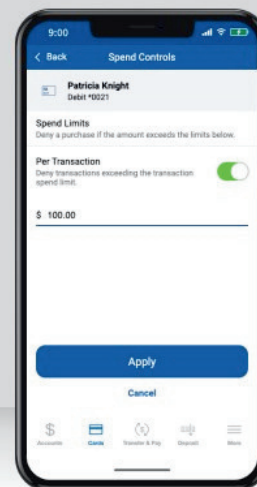 9:00
Back Spend Controls
Patricia Knight
Debit *0021
Spend Limits
Deny a purchase if the amount exceeds the limits below.
Per Transaction
Deny transactions exceeding the transaction
spend limit.
$ 100.00
Apply
Cancel
Accounts Cards Transfer & Pay Deposit More